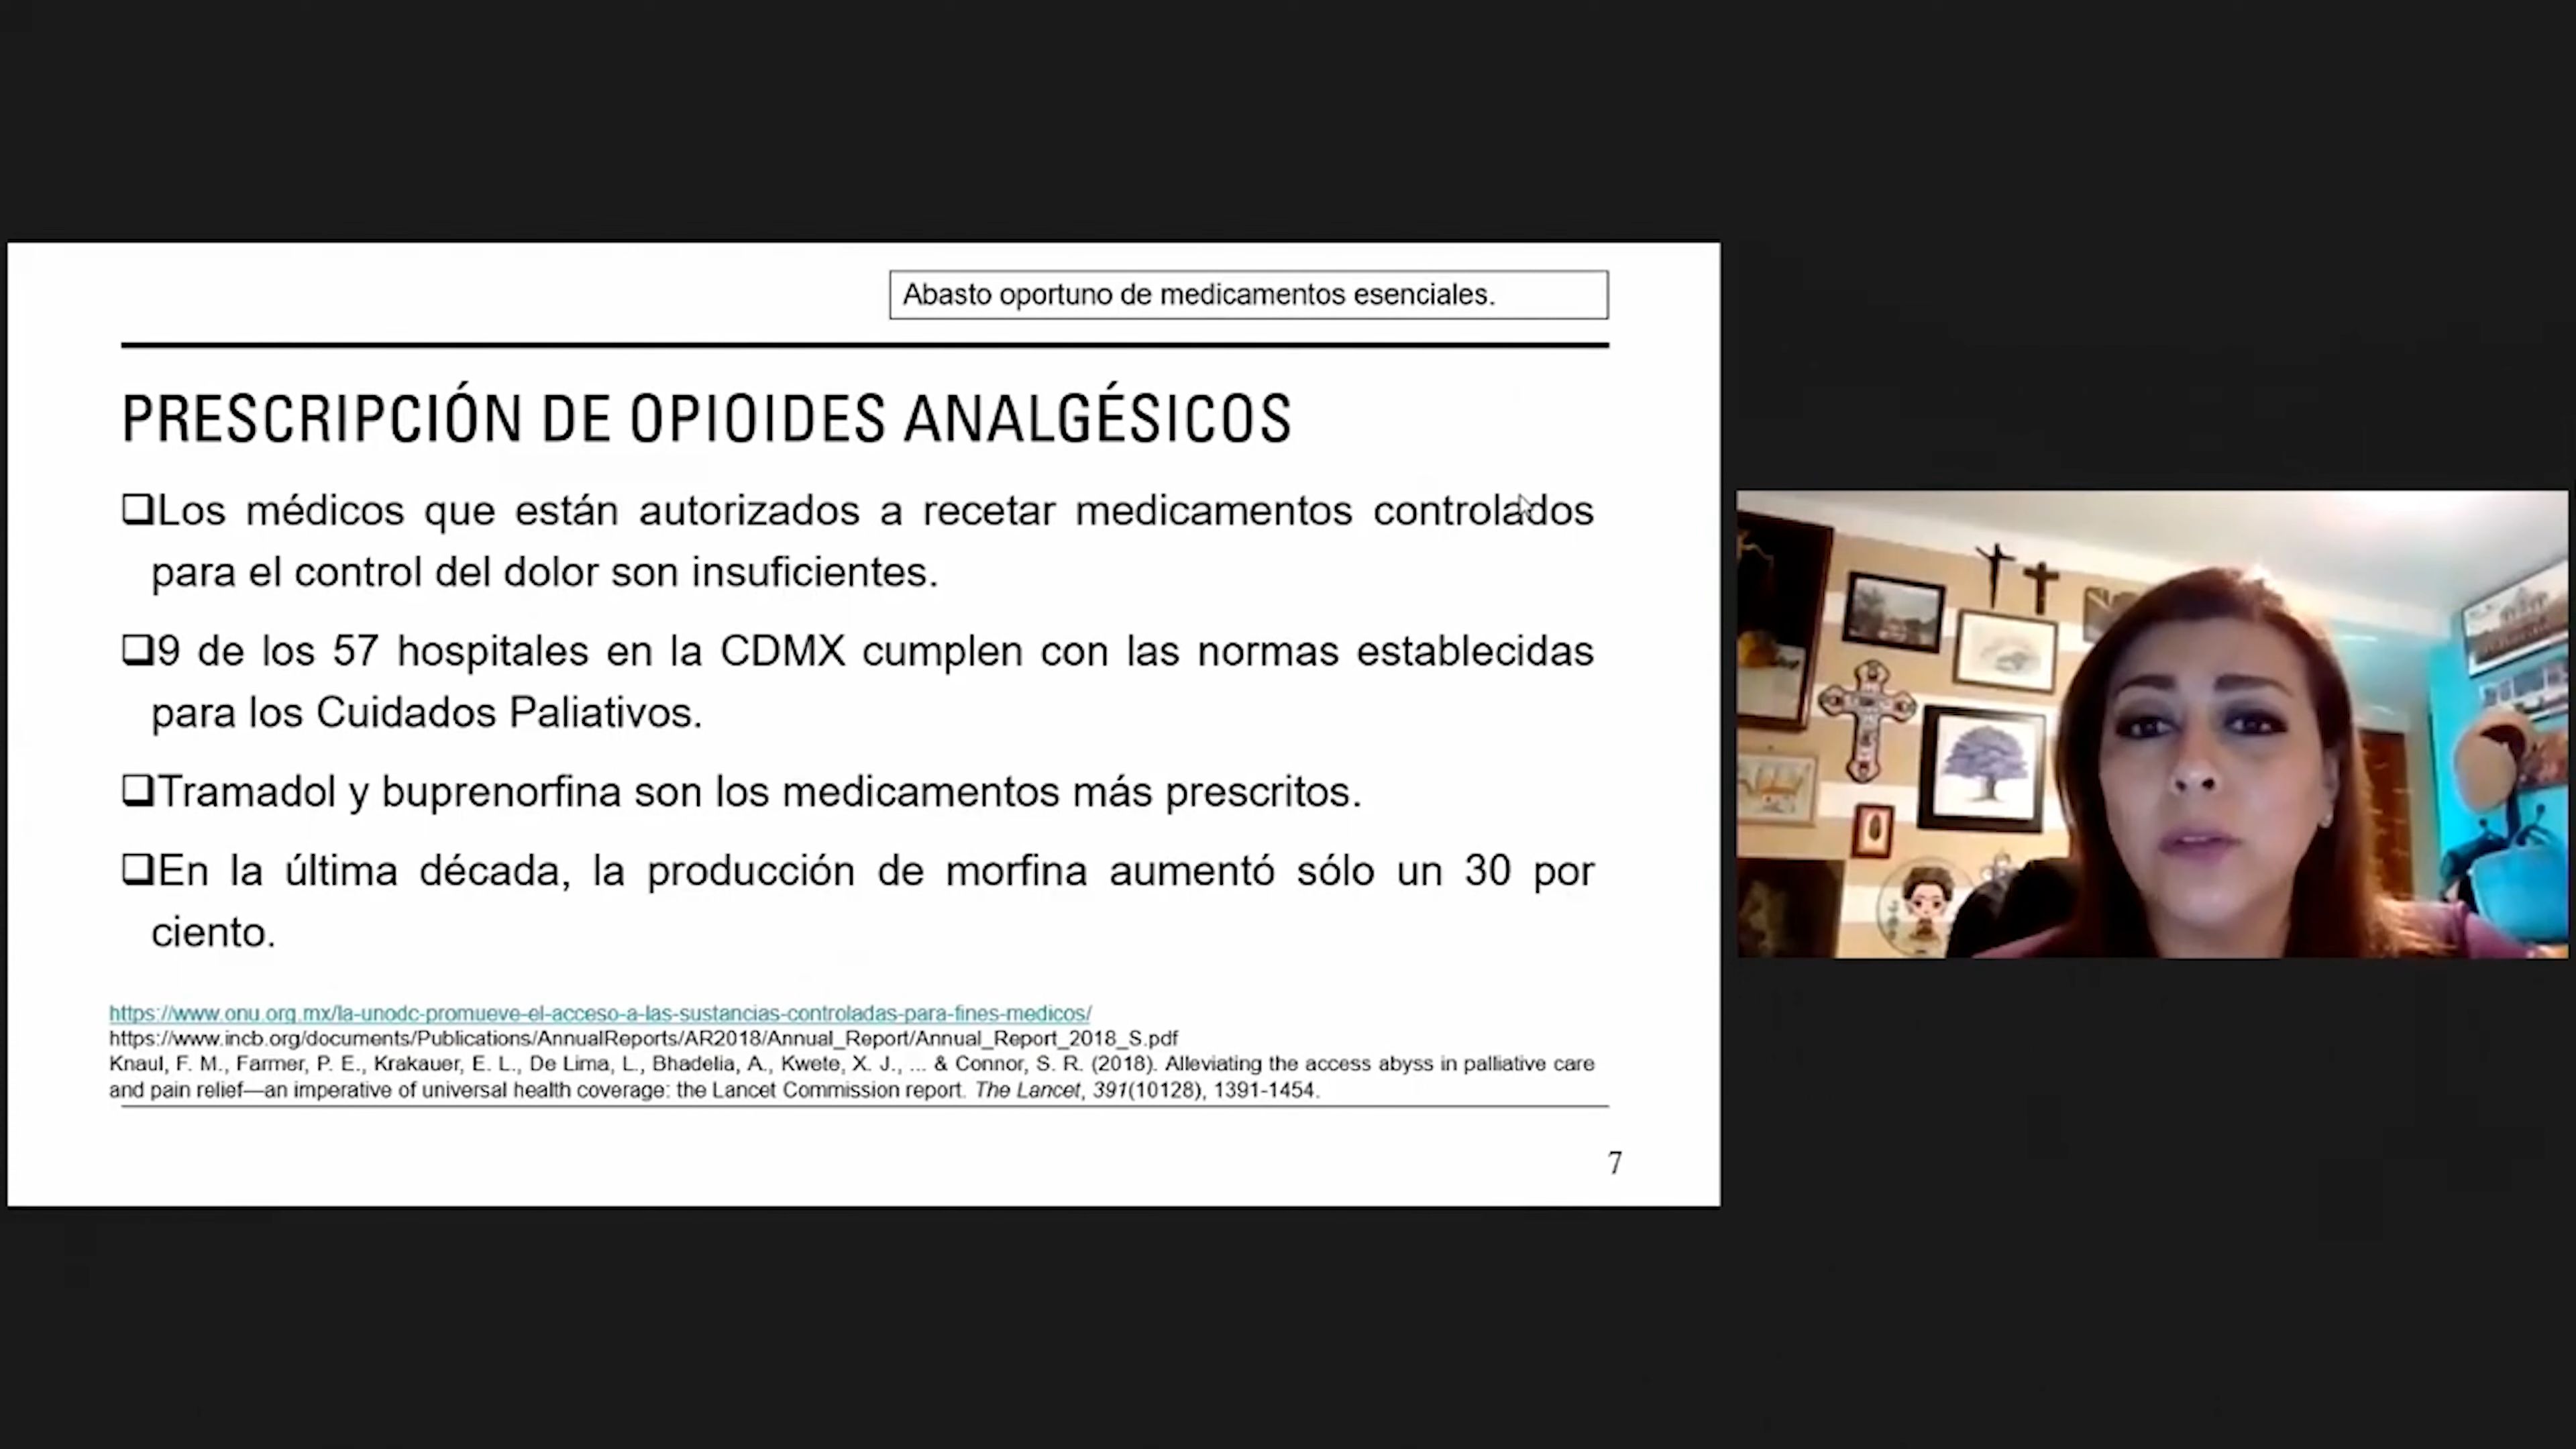 Abasto oportuno de medicamentos esenciales.
PRESCRIPCIÓN DE OPIOIDES ANALGÉSICOS
❑Los médicos que están autorizados a recetar medicamentos controlados
para el control del dolor son insuficientes.
❑9 de los 57 hospitales en la CDMX cumplen con las normas establecidas
para los Cuidados Paliativos.
❑Tramadol y buprenorfina son los medicamentos más prescritos.
❑En la última década, la producción de morfina aumentó sólo un 30 por
ciento.
https://www.onu.org.mx/la-unodc-promueve-el-acceso-a-las-sustancias-controladas-para-fines-medicos/
https://www.incb.org/documents/Publications/AnnualReports/AR2018/Annual_Report/Annual_Report_2018_S.pdf
Knaul, F. M., Farmer, P. E., Krakauer, E. L., De Lima, L., Bhadelia, A., Kwete, X. J., ... & Connor, S. R. (2018). Alleviating the access abyss in palliative care
and pain relief—an imperative of universal health coverage: the Lancet Commission report. The Lancet, 391(10128), 1391-1454.
7